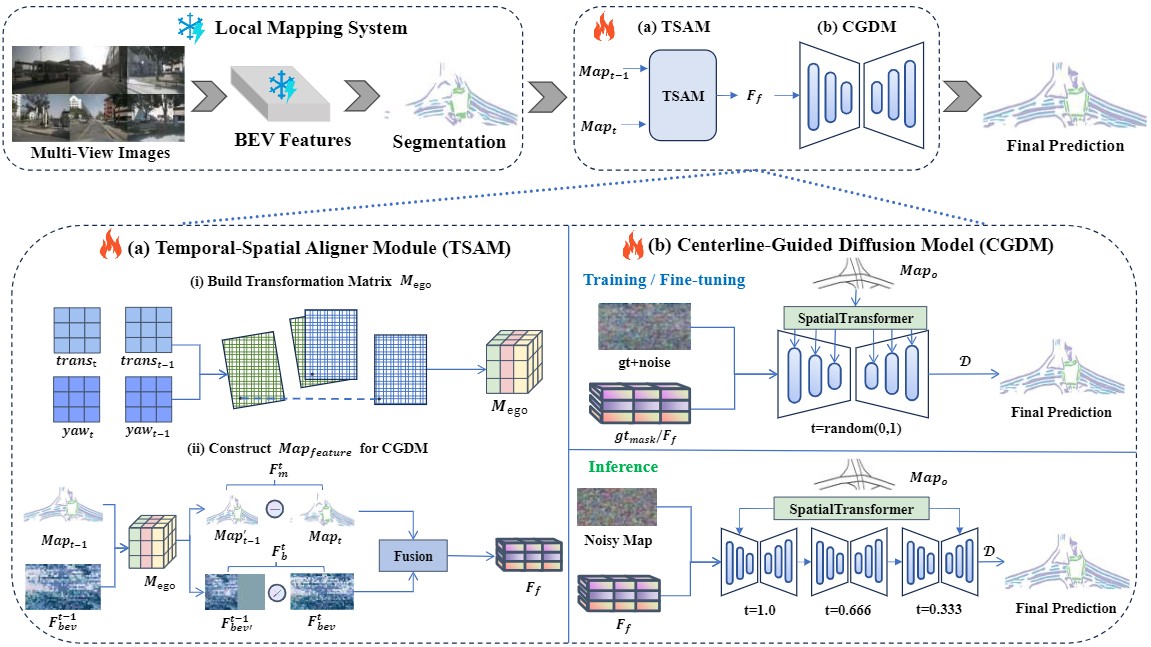 Local Mapping System
Multi-View Images
BEV Features
Segmentation
(a) TSAM
(b) CGDM
Map_{t-1}
Map_t
TSAM
F_f
Final Prediction
(a) Temporal-Spatial Aligner Module (TSAM)
(i) Build Transformation Matrix M_{ego}
trans_t
trans_{t-1}
yaw_t
yaw_{t-1}
M_{ego}
(ii) Construct Map_{feature} for CGDM
F_m^t
Map_{t-1}
M_{ego}
Map'_{t-1}
Map_t
F_b^t
Fusion
F_f
F_{bev}^{t-1}
F_{bev'}^{t-1}
F_{bev}^t
(b) Centerline-Guided Diffusion Model (CGDM)
Training / Fine-tuning
Map_o
SpatialTransformer
gt+noise
gt_{mask}/F_f
t=random(0,1)
𝒟
Final Prediction
Inference
Map_o
SpatialTransformer
Noisy Map
F_f
t=1.0
t=0.666
t=0.333
𝒟
Final Prediction